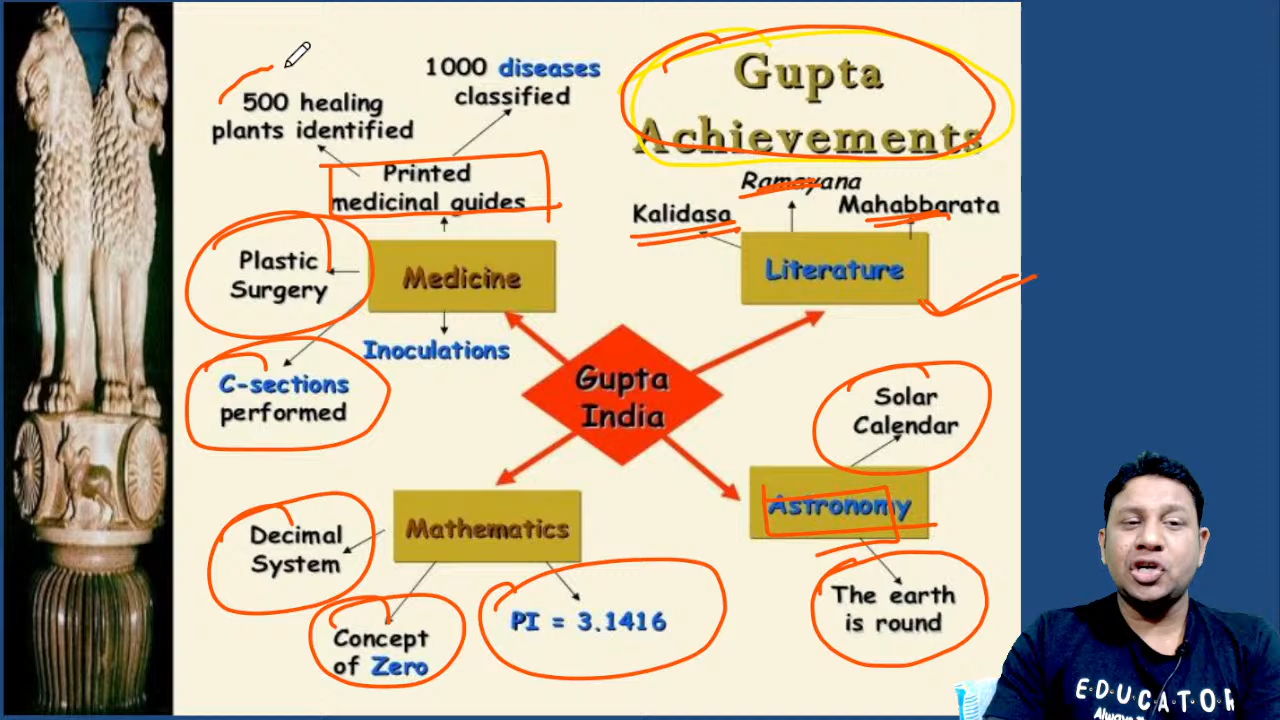 Gupta
Achievements
1000 diseases
classified
500 healing
plants identified
Printed
medicinal guides
Plastic
Surgery
Medicine
C-sections
performed
Inoculations
Ramayana
Kalidasa
Mahabbarata
Literature
Gupta
India
Solar
Calendar
Astronomy
The earth
is round
Mathematics
Decimal
System
Concept
of Zero
PI = 3.1416
EDUCATOR